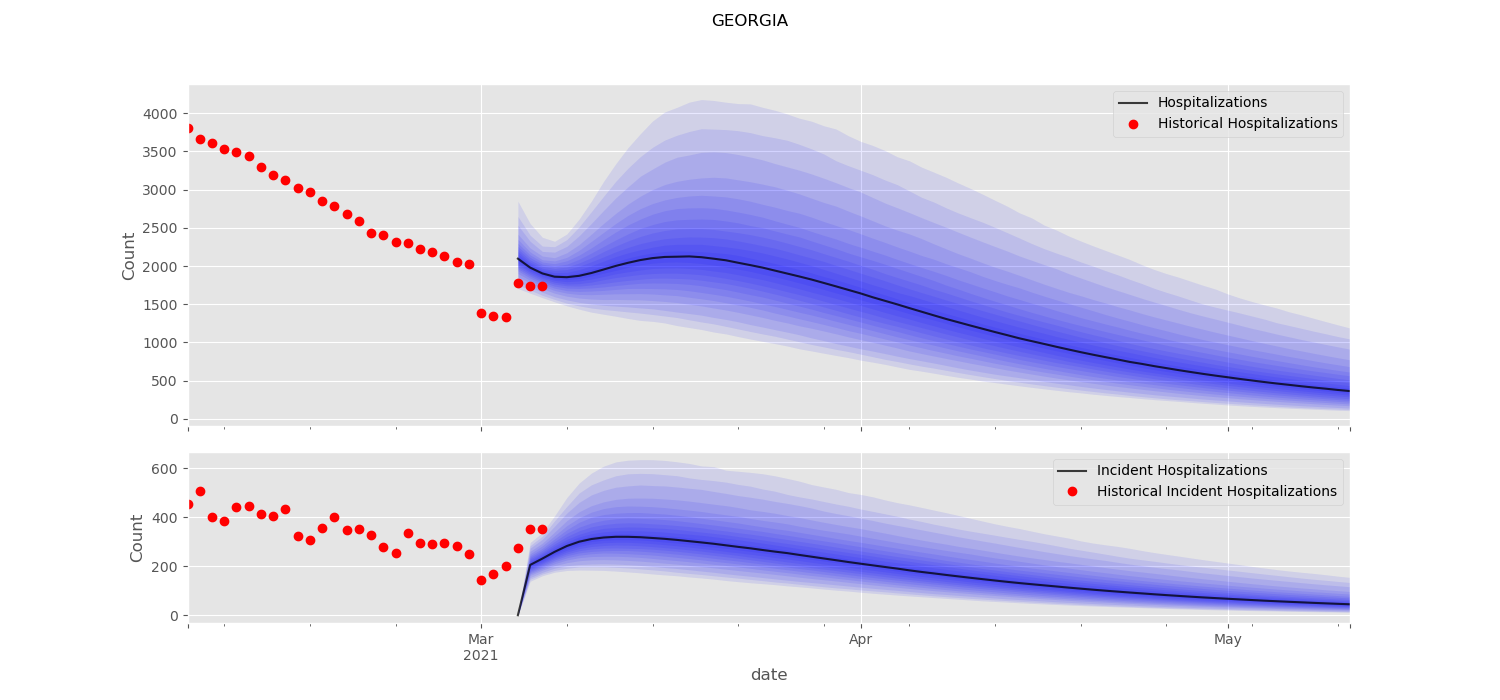 GEORGIA
Count
4000
3500
3000
2500
2000
1500
1000
500
0
Hospitalizations
Historical Hospitalizations
Count
600
400
200
0
Incident Hospitalizations
Historical Incident Hospitalizations
Mar
2021
Apr
May
date